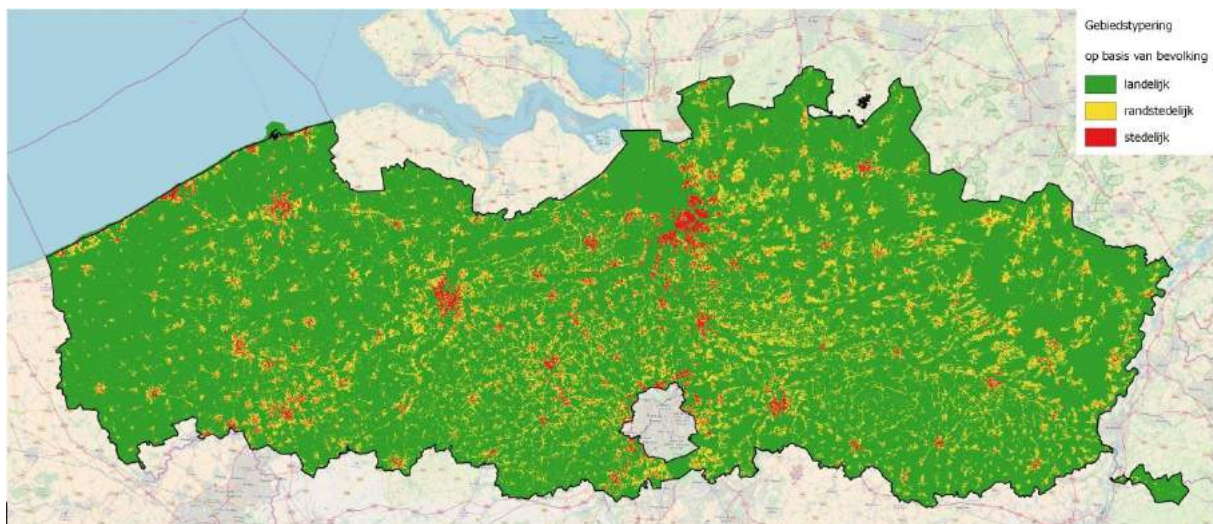 Gebiedstypering
op basis van bevolking
landelijk
randstedelijk
stedelijk